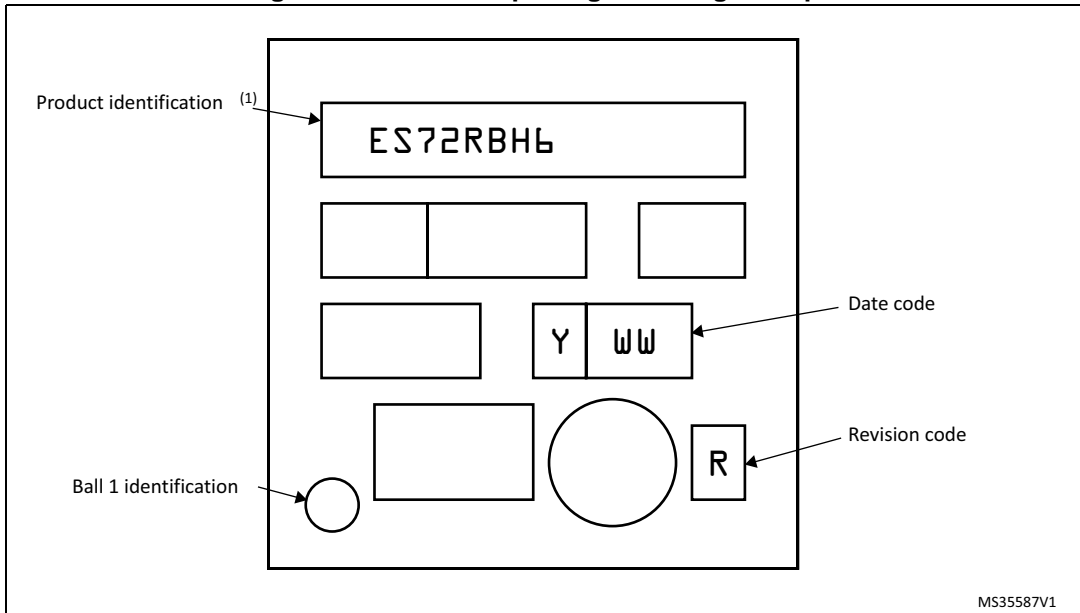 Product identification (1)
ES72RBH6
Y WW
Date code
R
Revision code
Ball 1 identification
MS35587V1